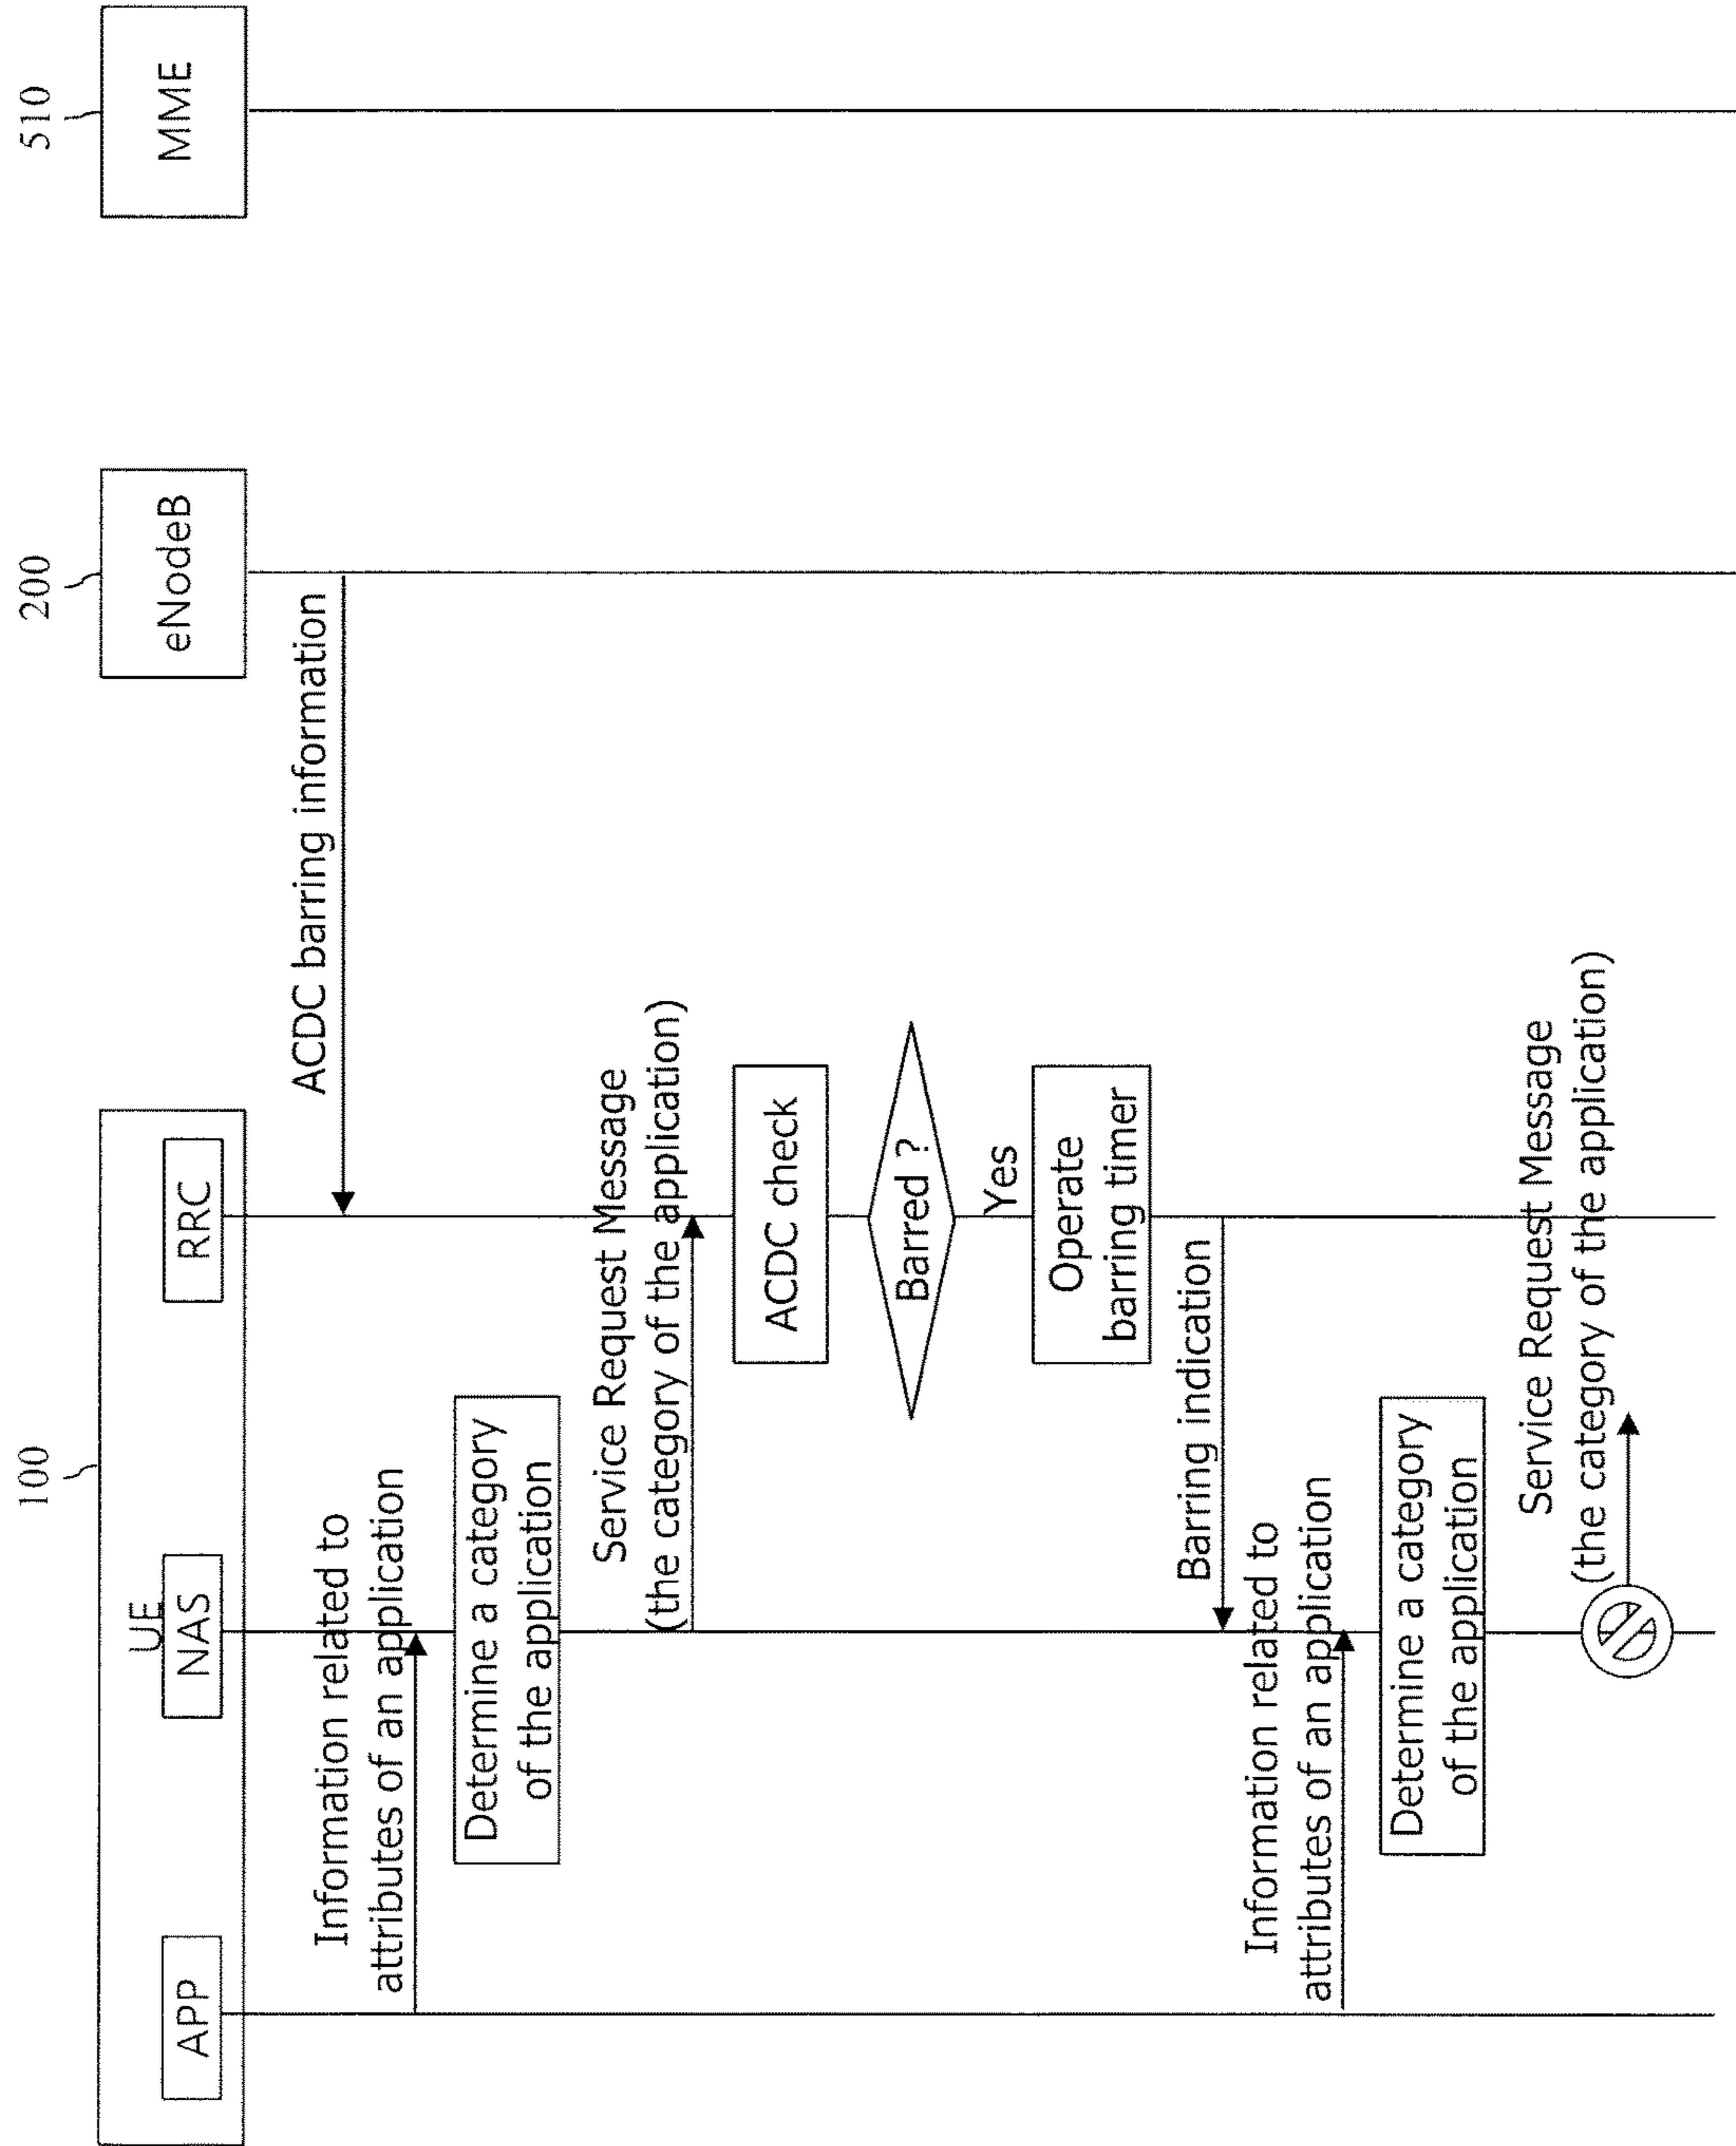 100
200
510
UE
APP
NAS
RRC
eNodeB
MME
ACDC barring information
Information related to
attributes of an application
Determine a category
of the application
Service Request Message
(the category of the application)
ACDC check
Barred ?
Yes
Operate
barring timer
Barring indication
Information related to
attributes of an application
Determine a category
of the application
Service Request Message
(the category of the application)